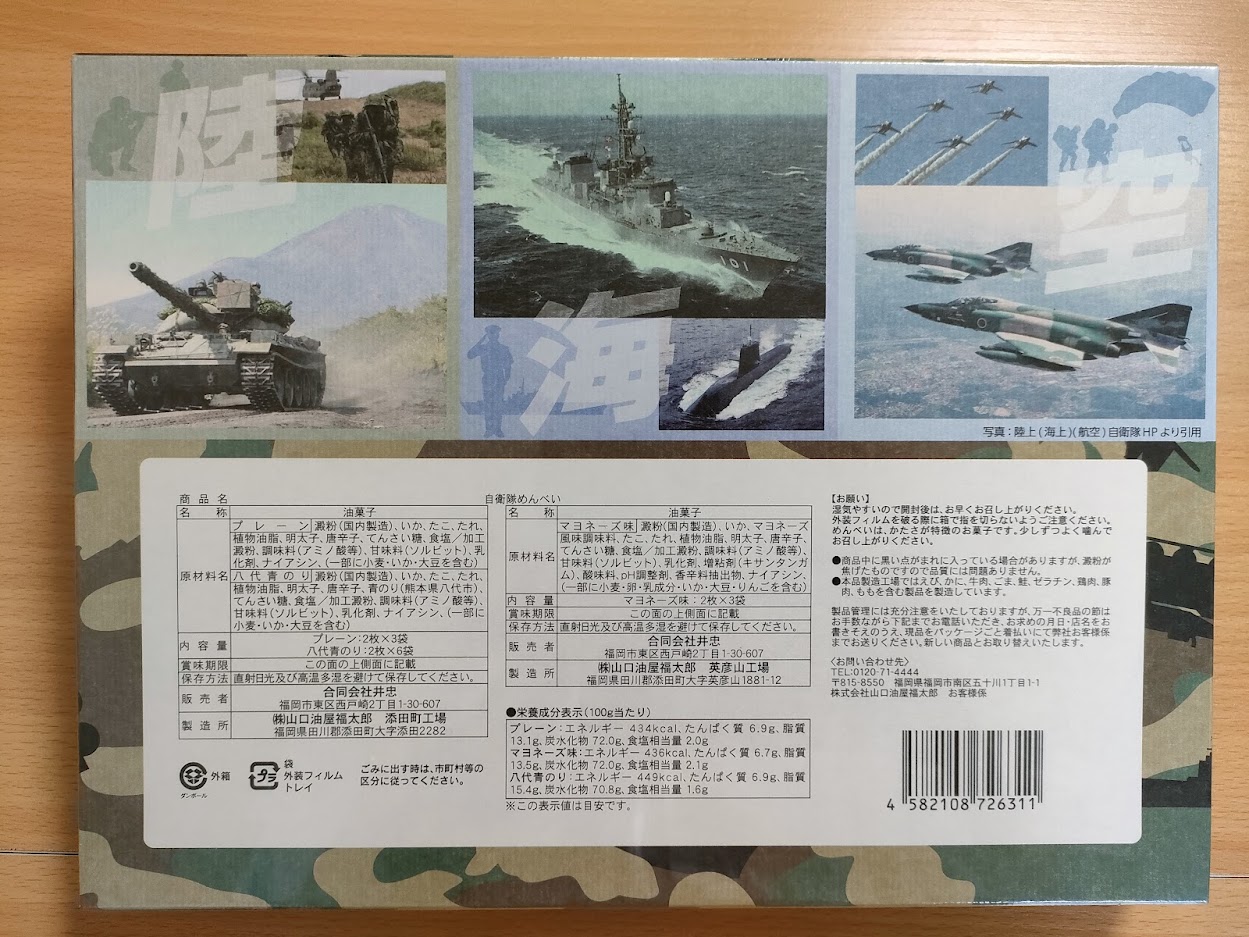 陸
海
空
101
写真：陸上(海上)(航空)自衛隊HPより引用
商品名 自衛隊めんべい
名称 油菓子
原材料名
プレーン 澱粉(国内製造)、いか、たこ、たれ、
植物油脂、明太子、唐辛子、てんさい糖、食塩／加工
澱粉、調味料(アミノ酸等)、甘味料(ソルビット)、乳
化剤、ナイアシン、(一部に小麦・いか・大豆を含む)
八代青のり 澱粉(国内製造)、いか、たこ、たれ、
植物油脂、明太子、唐辛子、青のり(熊本県八代市)、
てんさい糖、食塩／加工澱粉、調味料(アミノ酸等)、
甘味料(ソルビット)、乳化剤、ナイアシン、(一部に
小麦・いか・大豆を含む)
内容量 プレーン：2枚×3袋
八代青のり：2枚×6袋
賞味期限 この面の上側面に記載
保存方法 直射日光及び高温多湿を避けて保存してください。
販売者 合同会社井忠
福岡市東区西戸崎2丁目1-30-607
製造所 ㈱山口油屋福太郎 添田町工場
福岡県田川郡添田町大字添田2282
ダンボール
外箱
プラ
袋
外装フィルム
トレイ
ごみに出す時は、市町村等の
区分に従ってください。
名称 油菓子
原材料名
マヨネーズ味 澱粉(国内製造)、いか、マヨネーズ
風味調味料、たこ、たれ、植物油脂、明太子、唐辛子、
てんさい糖、食塩／加工澱粉、調味料(アミノ酸等)、
甘味料(ソルビット)、乳化剤、増粘剤(キサンタンガ
ム)、酸味料、pH調整剤、香辛料抽出物、ナイアシン、
(一部に小麦・卵・乳成分・いか・大豆・りんごを含む)
内容量 マヨネーズ味：2枚×3袋
賞味期限 この面の上側面に記載
保存方法 直射日光及び高温多湿を避けて保存してください。
販売者 合同会社井忠
福岡市東区西戸崎2丁目1-30-607
製造所 ㈱山口油屋福太郎 英彦山工場
福岡県田川郡添田町大字英彦山1881-12
●栄養成分表示(100g当たり)
プレーン：エネルギー 434kcal、たんぱく質 6.9g、脂質
13.1g、炭水化物 72.0g、食塩相当量 2.0g
マヨネーズ味：エネルギー 436kcal、たんぱく質 6.7g、脂質
13.5g、炭水化物 72.0g、食塩相当量 2.1g
八代青のり：エネルギー 449kcal、たんぱく質 6.9g、脂質
15.4g、炭水化物 70.8g、食塩相当量 1.6g
※この表示値は目安です。
【お願い】
湿気やすいので開封後は、お早くお召し上がりください。
外装フィルムを破る際に箱で指を切らないようご注意ください。
めんべいは、かたさが特徴のお菓子です。少しずつよく噛んで
お召し上がりください。
●商品中に黒い点がまれに入っている場合がありますが、澱粉が
焦げたものですので品質には問題ありません。
●本品製造工場ではえび、かに、牛肉、ごま、鮭、ゼラチン、鶏肉、豚
肉、ももを含む製品を製造しています。
製品管理には充分注意をいたしておりますが、万一不良品の節は
お手数ながら下記までお電話いただき、お求めの月日・店名をお
書きそえのうえ、現品をパッケージごと着払いにて弊社お客様係
までお送りください。新しい商品とお取り替えいたします。
〈お問い合わせ先〉
TEL:0120-71-4444
〒815-8550 福岡県福岡市南区五十川1丁目1-1
株式会社山口油屋福太郎 お客様係
4 582108 726311